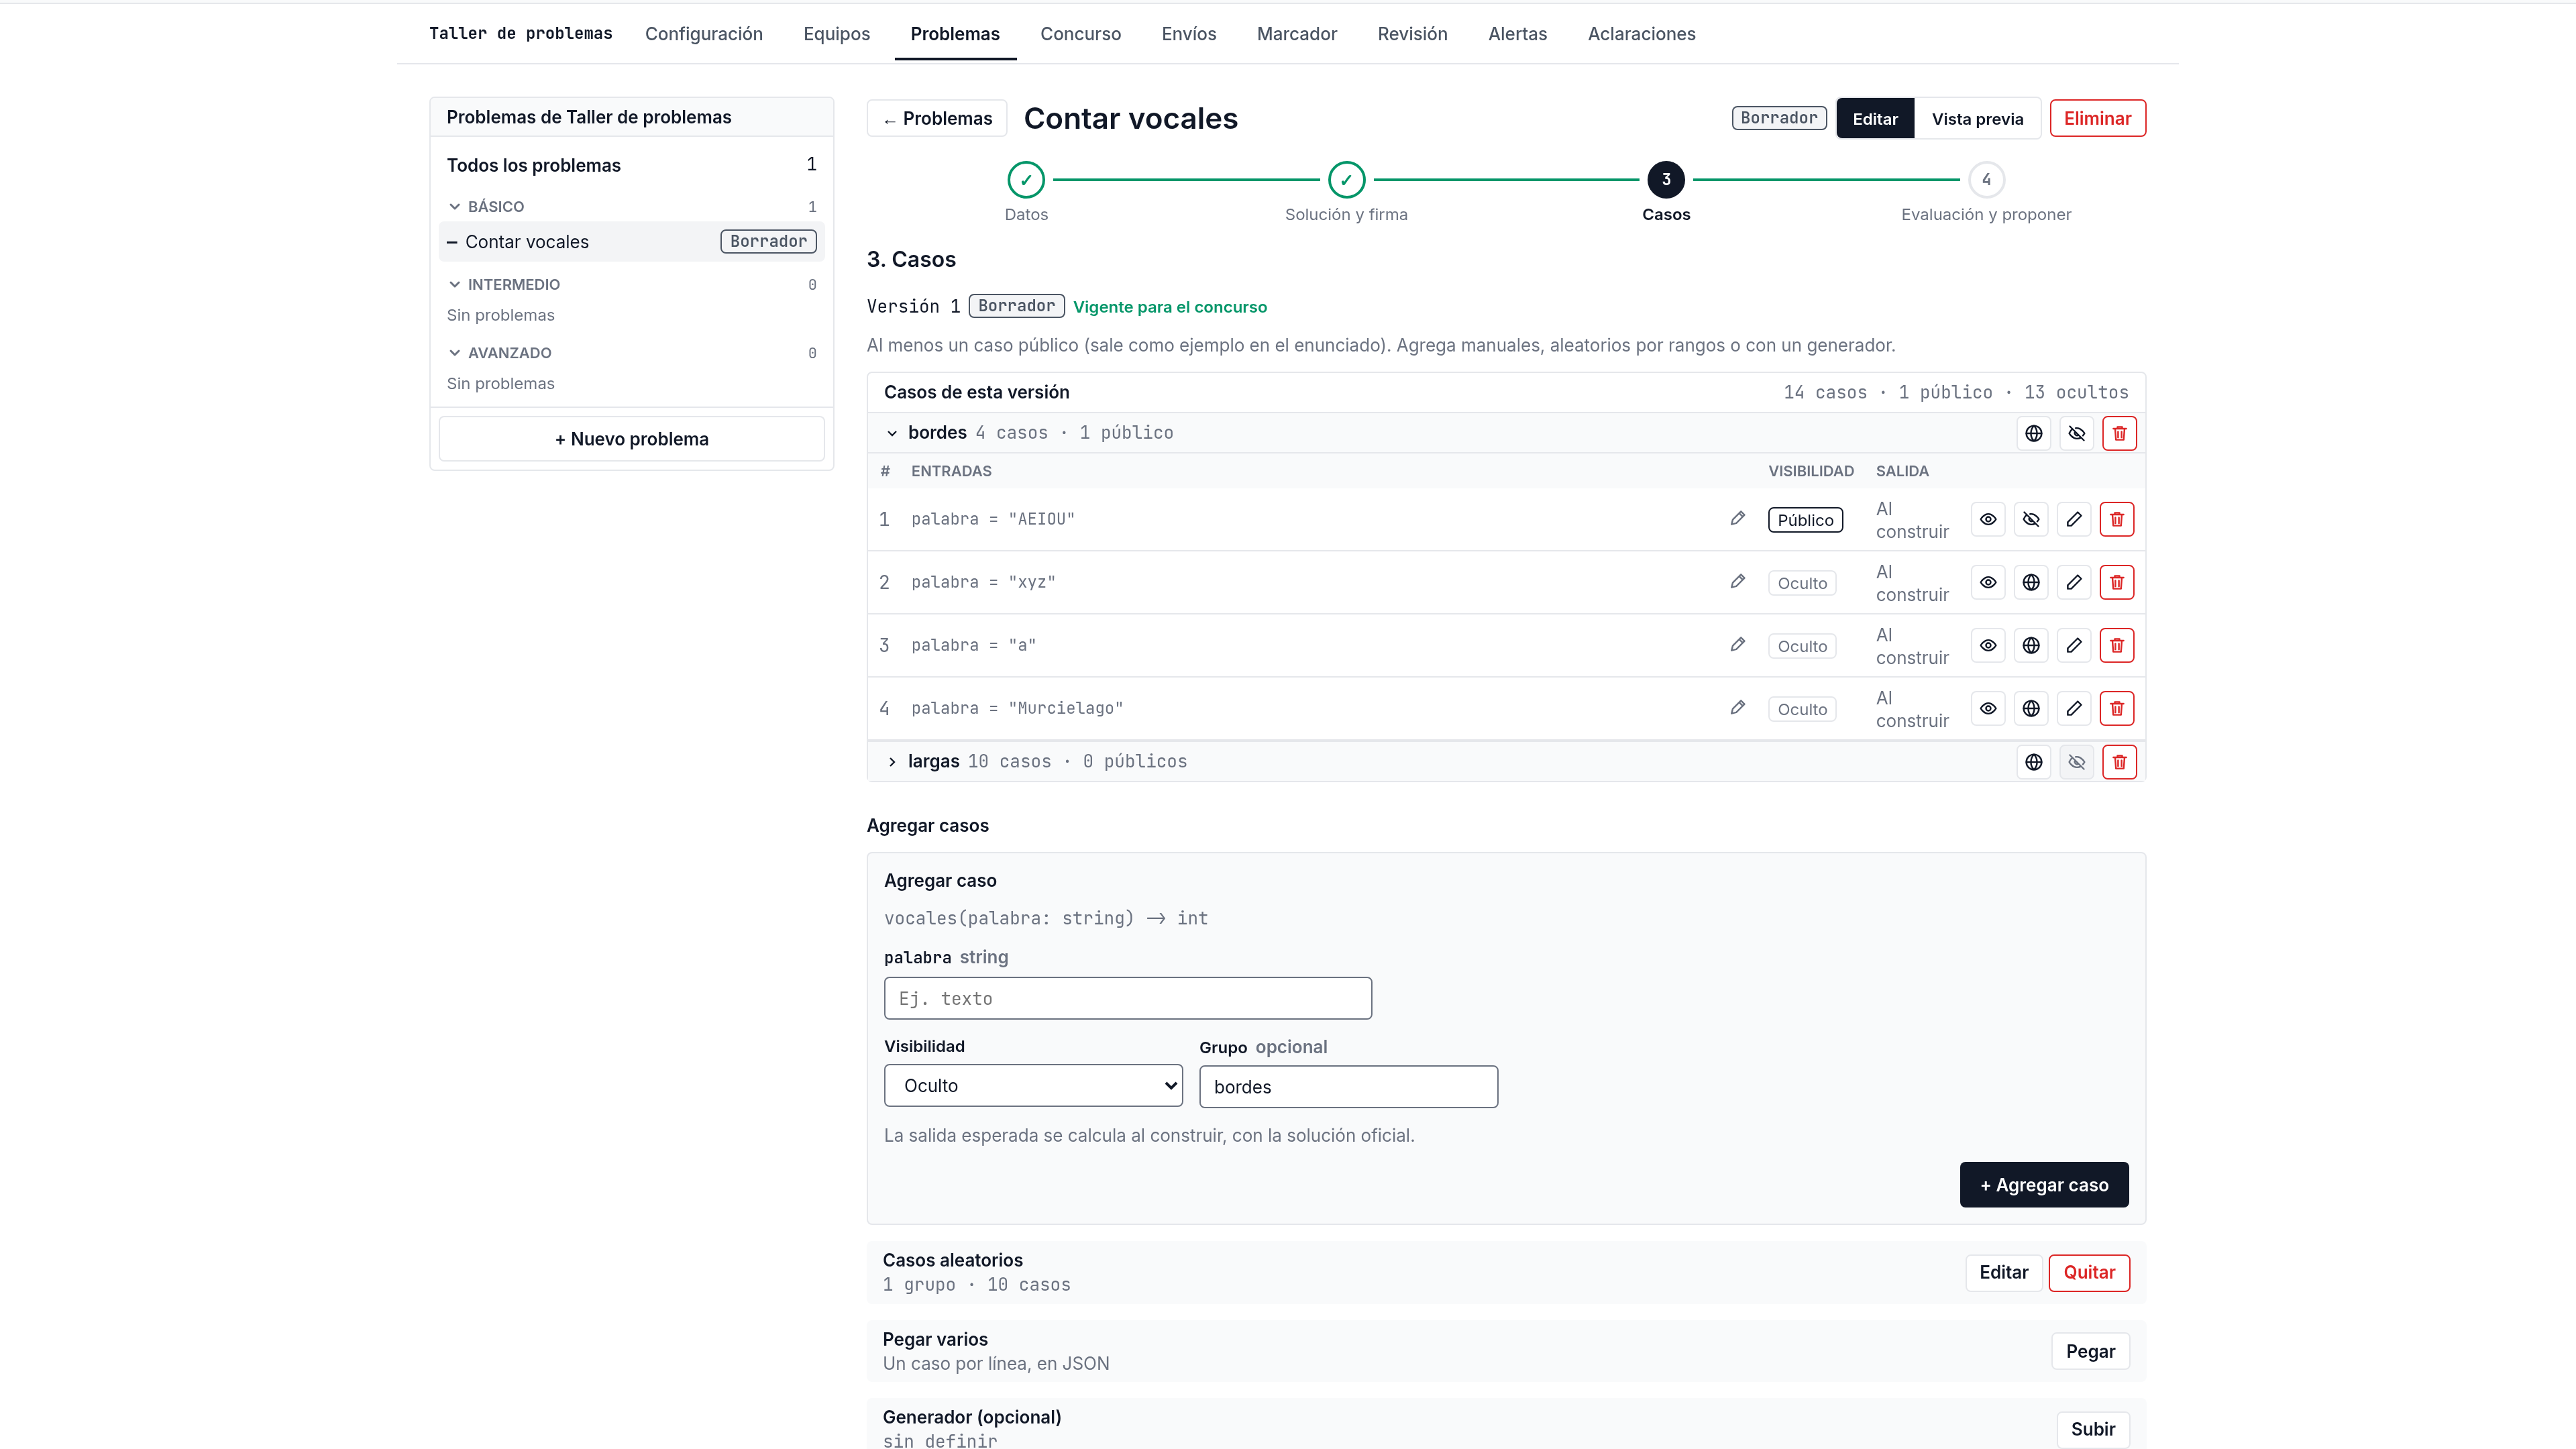 Taller de problemas Configuración Equipos Problemas Concurso Envíos Marcador Revisión Alertas Aclaraciones
Problemas de Taller de problemas
Todos los problemas 1
BÁSICO 1
– Contar vocales Borrador
INTERMEDIO 0
Sin problemas
AVANZADO 0
Sin problemas
+ Nuevo problema
← Problemas Contar vocales Borrador Editar Vista previa Eliminar
✓ ✓ 3 4
Datos Solución y firma Casos Evaluación y proponer
3. Casos
Versión 1 Borrador Vigente para el concurso
Al menos un caso público (sale como ejemplo en el enunciado). Agrega manuales, aleatorios por rangos o con un generador.
Casos de esta versión 14 casos · 1 público · 13 ocultos
bordes 4 casos · 1 público
# ENTRADAS VISIBILIDAD SALIDA
1 palabra = "AEIOU" Público Al construir
2 palabra = "xyz" Oculto Al construir
3 palabra = "a" Oculto Al construir
4 palabra = "Murcielago" Oculto Al construir
largas 10 casos · 0 públicos
Agregar casos
Agregar caso
vocales(palabra: string) -> int
palabra string
Ej. texto
Visibilidad Grupo opcional
Oculto bordes
La salida esperada se calcula al construir, con la solución oficial.
+ Agregar caso
Casos aleatorios
1 grupo · 10 casos
Editar Quitar
Pegar varios
Un caso por línea, en JSON
Pegar
Generador (opcional)
sin definir
Subir